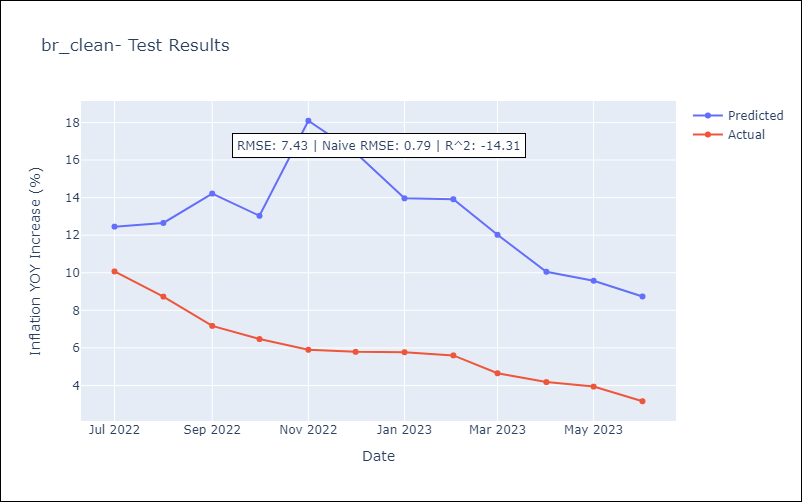 br_clean- Test Results
Predicted
Actual
RMSE: 7.43 | Naive RMSE: 0.79 | R^2: -14.31
Inflation YOY Increase (%)
18
16
14
12
10
8
6
4
Jul 2022 Sep 2022 Nov 2022 Jan 2023 Mar 2023 May 2023
Date